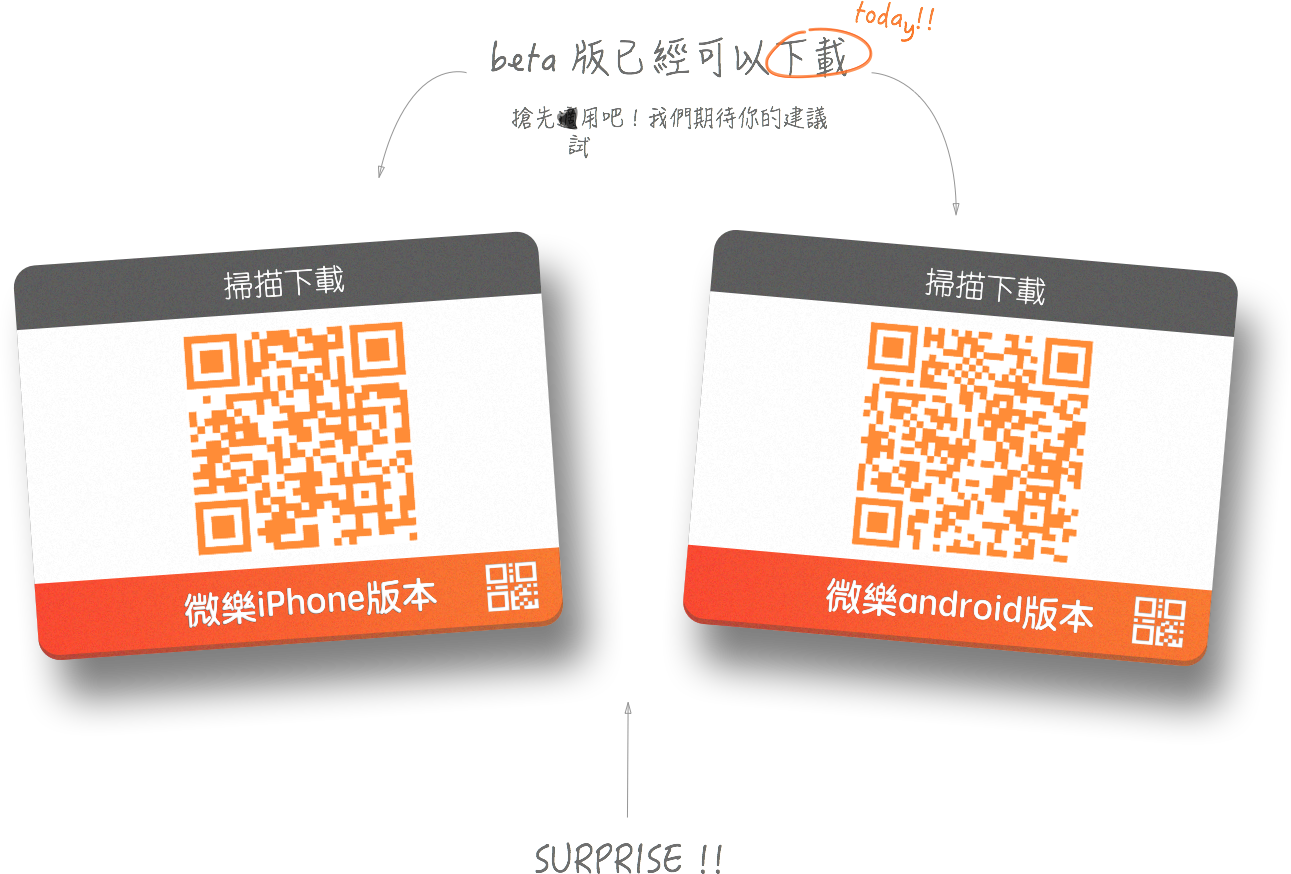 today!!
beta 版已經可以下載
搶先適用吧！我們期待你的建議
試
掃描下載
微樂iPhone版本
掃描下載
微樂android版本
SURPRISE !!